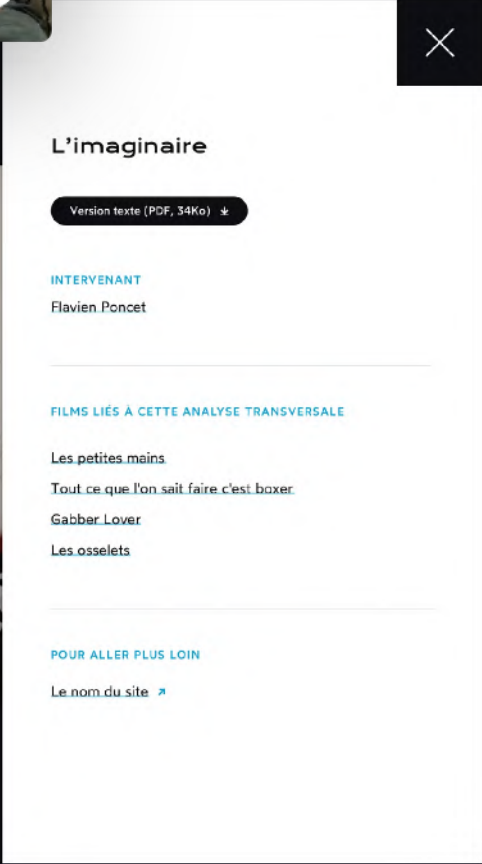 L'imaginaire
Version texte (PDF, 34Ko)
INTERVENANT
Flavien Poncet
FILMS LIÉS À CETTE ANALYSE TRANSVERSALE
Les petites mains
Tout ce que l'on sait faire c'est boxer
Gabber Lover
Les osselets
POUR ALLER PLUS LOIN
Le nom du site